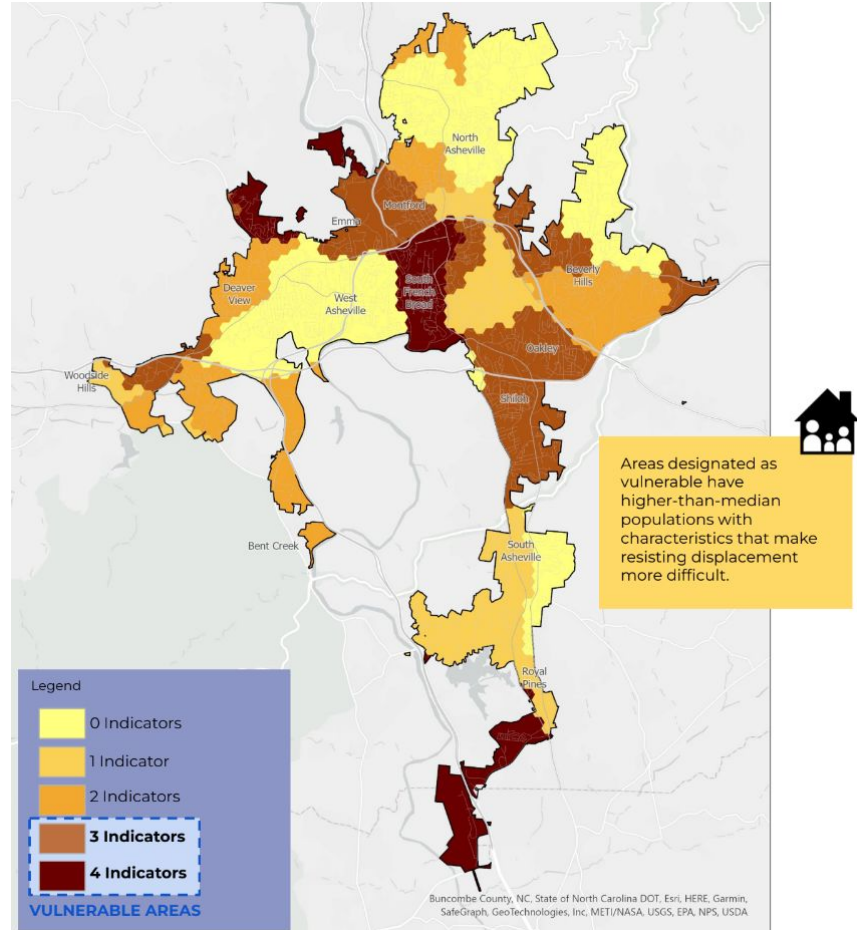 North
Asheville
Montford
Emma
Beverly
Hills
Deaver
View
West
Asheville
South
French
Broad
Oakley
Woodside
Hills
Shiloh
Areas designated as
vulnerable have
higher-than-median
populations with
characteristics that make
resisting displacement
more difficult.
South
Asheville
Bent Creek
Royal
Pines
Legend
0 Indicators
1 Indicator
2 Indicators
3 Indicators
4 Indicators
VULNERABLE AREAS
Buncombe County, NC, State of North Carolina DOT, Esri, HERE, Garmin,
SafeGraph, GeoTechnologies, Inc, METI/NASA, USGS, EPA, NPS, USDA